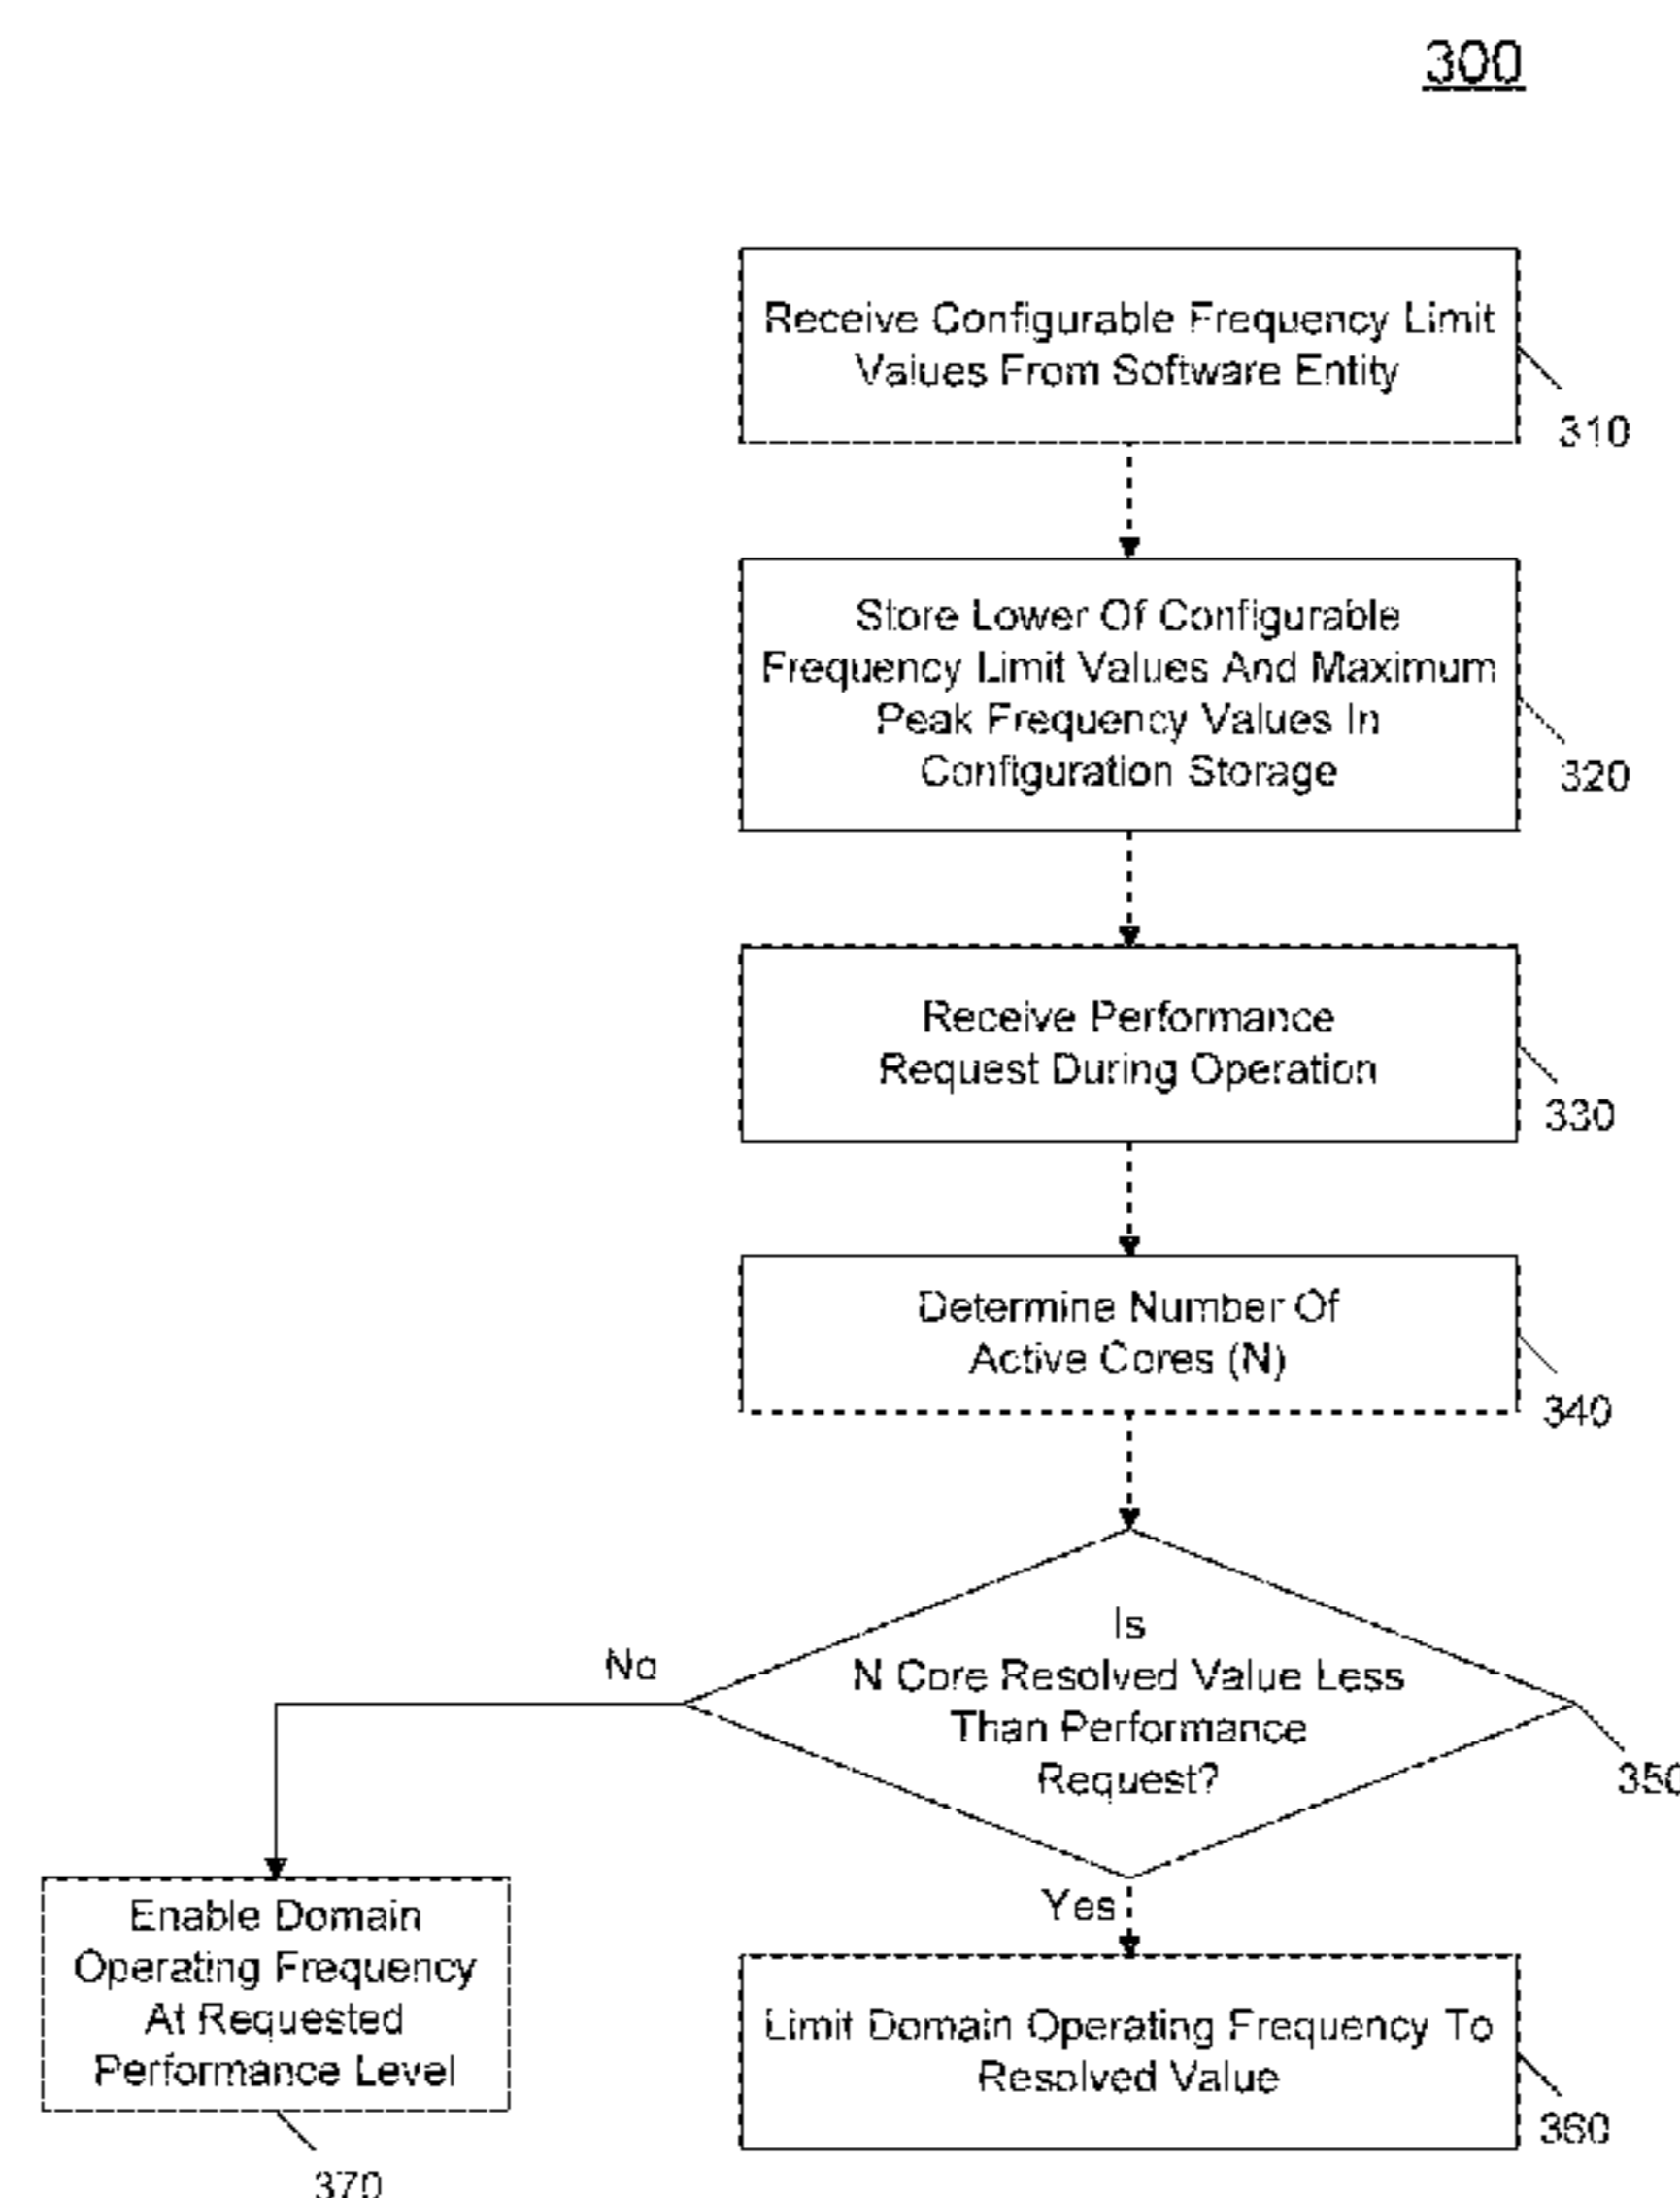 300
Receive Configurable Frequency Limit
Values From Software Entity
310
Store Lower Of Configurable
Frequency Limit Values And Maximum
Peak Frequency Values In
Configuration Storage
320
Receive Performance
Request During Operation
330
Determine Number Of
Active Cores (N)
340
Is
N Core Resolved Value Less
Than Performance
Request?
350
No
Yes
Enable Domain
Operating Frequency
At Requested
Performance Level
370
Limit Domain Operating Frequency To
Resolved Value
360